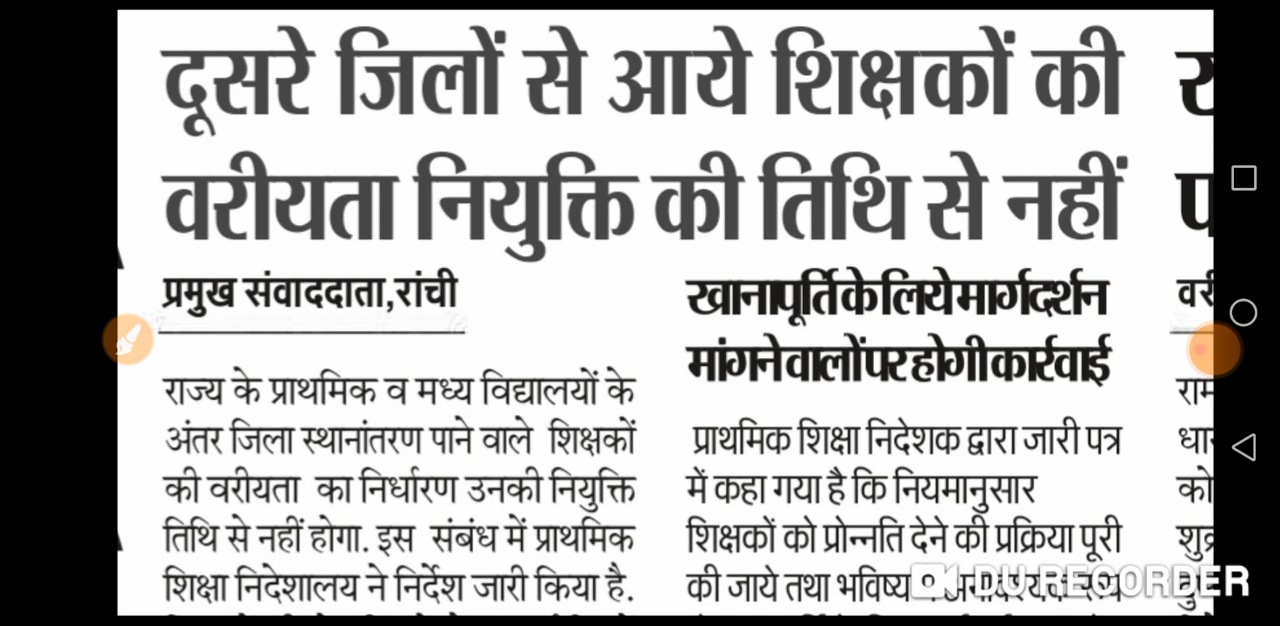 दूसरे जिलों से आये शिक्षकों की
वरीयता नियुक्ति की तिथि से नहीं
प्रमुख संवाददाता,रांची
राज्य के प्राथमिक व मध्य विद्यालयों के
अंतर जिला स्थानांतरण पाने वाले शिक्षकों
की वरीयता का निर्धारण उनकी नियुक्ति
तिथि से नहीं होगा. इस संबंध में प्राथमिक
शिक्षा निदेशालय ने निर्देश जारी किया है.
खानापूर्ति के लिये मार्गदर्शन
मांगने वालों पर होगी कार्रवाई
प्राथमिक शिक्षा निदेशक द्वारा जारी पत्र
में कहा गया है कि नियमानुसार
शिक्षकों को प्रोन्नति देने की प्रक्रिया पूरी
की जाये तथा भविष्य
DU RECORDER